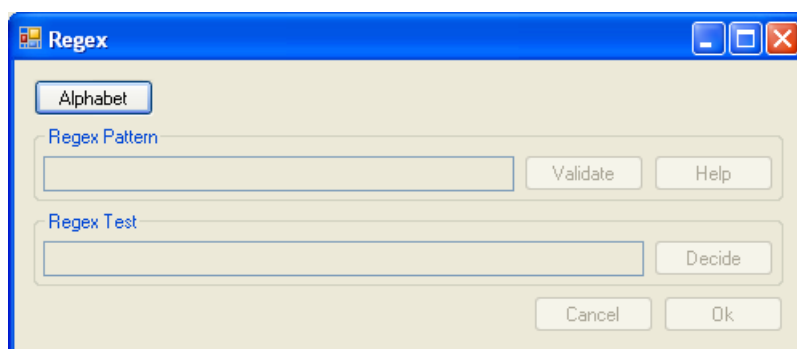 Regex
Alphabet
Regex Pattern
Validate Help
Regex Test
Decide
Cancel Ok